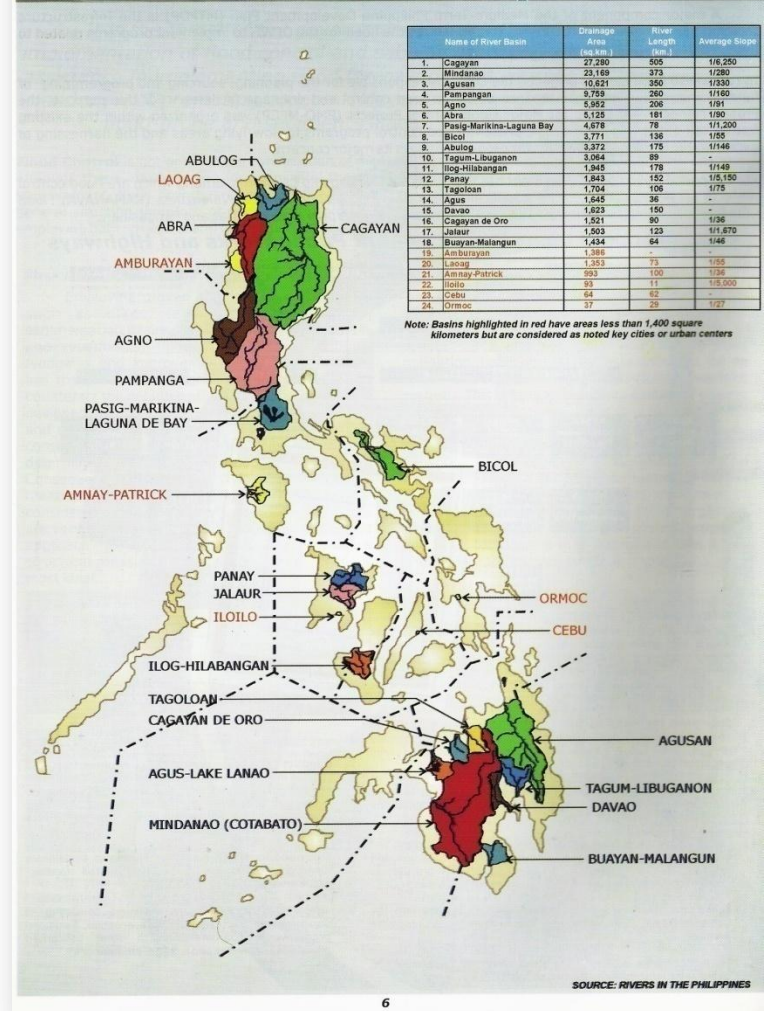 Name of River Basin | Drainage Area (sq.km.) | River Length (km.) | Average Slope
1. Cagayan 27,280 505 1/6,250
2. Mindanao 23,169 373 1/280
3. Agusan 10,621 350 1/330
4. Pampangan 9,759 260 1/160
5. Agno 5,952 206 1/91
6. Abra 5,125 181 1/90
7. Pasig-Marikina-Laguna Bay 4,678 78 1/1,200
8. Bicol 3,771 136 1/55
9. Abulog 3,372 175 1/146
10. Tagum-Libuganon 3,064 89 -
11. Ilog-Hilabangan 1,945 178 1/149
12. Panay 1,843 152 1/5,150
13. Tagoloan 1,704 106 1/75
14. Agus 1,645 36 -
15. Davao 1,623 150 -
16. Cagayan de Oro 1,521 90 1/36
17. Jalaur 1,503 123 1/1,670
18. Buayan-Malangun 1,434 64 1/46
19. Amburayan 1,386 - -
20. Laoag 1,353 73 1/55
21. Amnay-Patrick 993 100 1/36
22. Iloilo 93 11 1/5,000
23. Cebu 64 62 -
24. Ormoc 37 29 1/27
Note: Basins highlighted in red have areas less than 1,400 square
kilometers but are considered as noted key cities or urban centers
ABULOG
LAOAG
ABRA
CAGAYAN
AMBURAYAN
AGNO
PAMPANGA
PASIG-MARIKINA-
LAGUNA DE BAY
BICOL
AMNAY-PATRICK
PANAY
JALAUR
ILOILO
ORMOC
CEBU
ILOG-HILABANGAN
TAGOLOAN
CAGAYAN DE ORO
AGUSAN
AGUS-LAKE LANAO
TAGUM-LIBUGANON
DAVAO
MINDANAO (COTABATO)
BUAYAN-MALANGUN
SOURCE: RIVERS IN THE PHILIPPINES
6